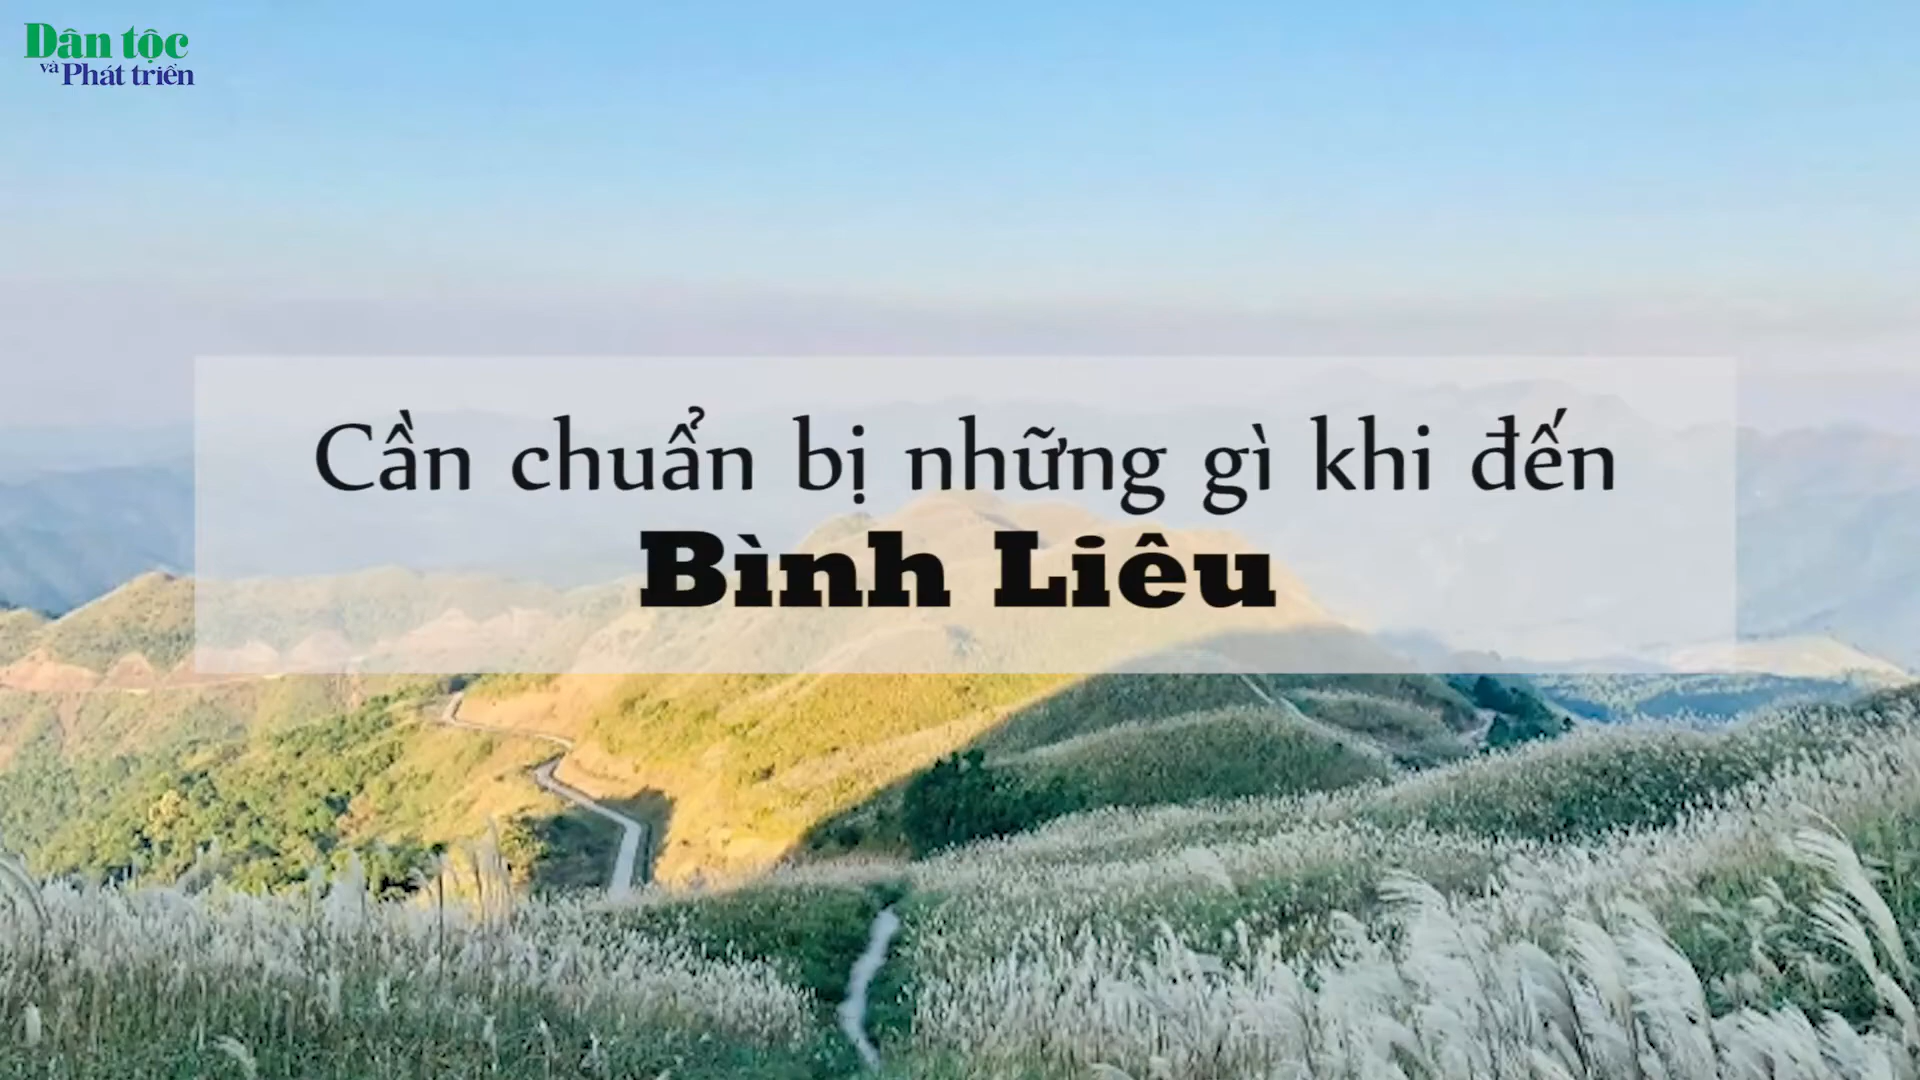 Dân tộc
và Phát triển
Cần chuẩn bị những gì khi đến
Bình Liêu